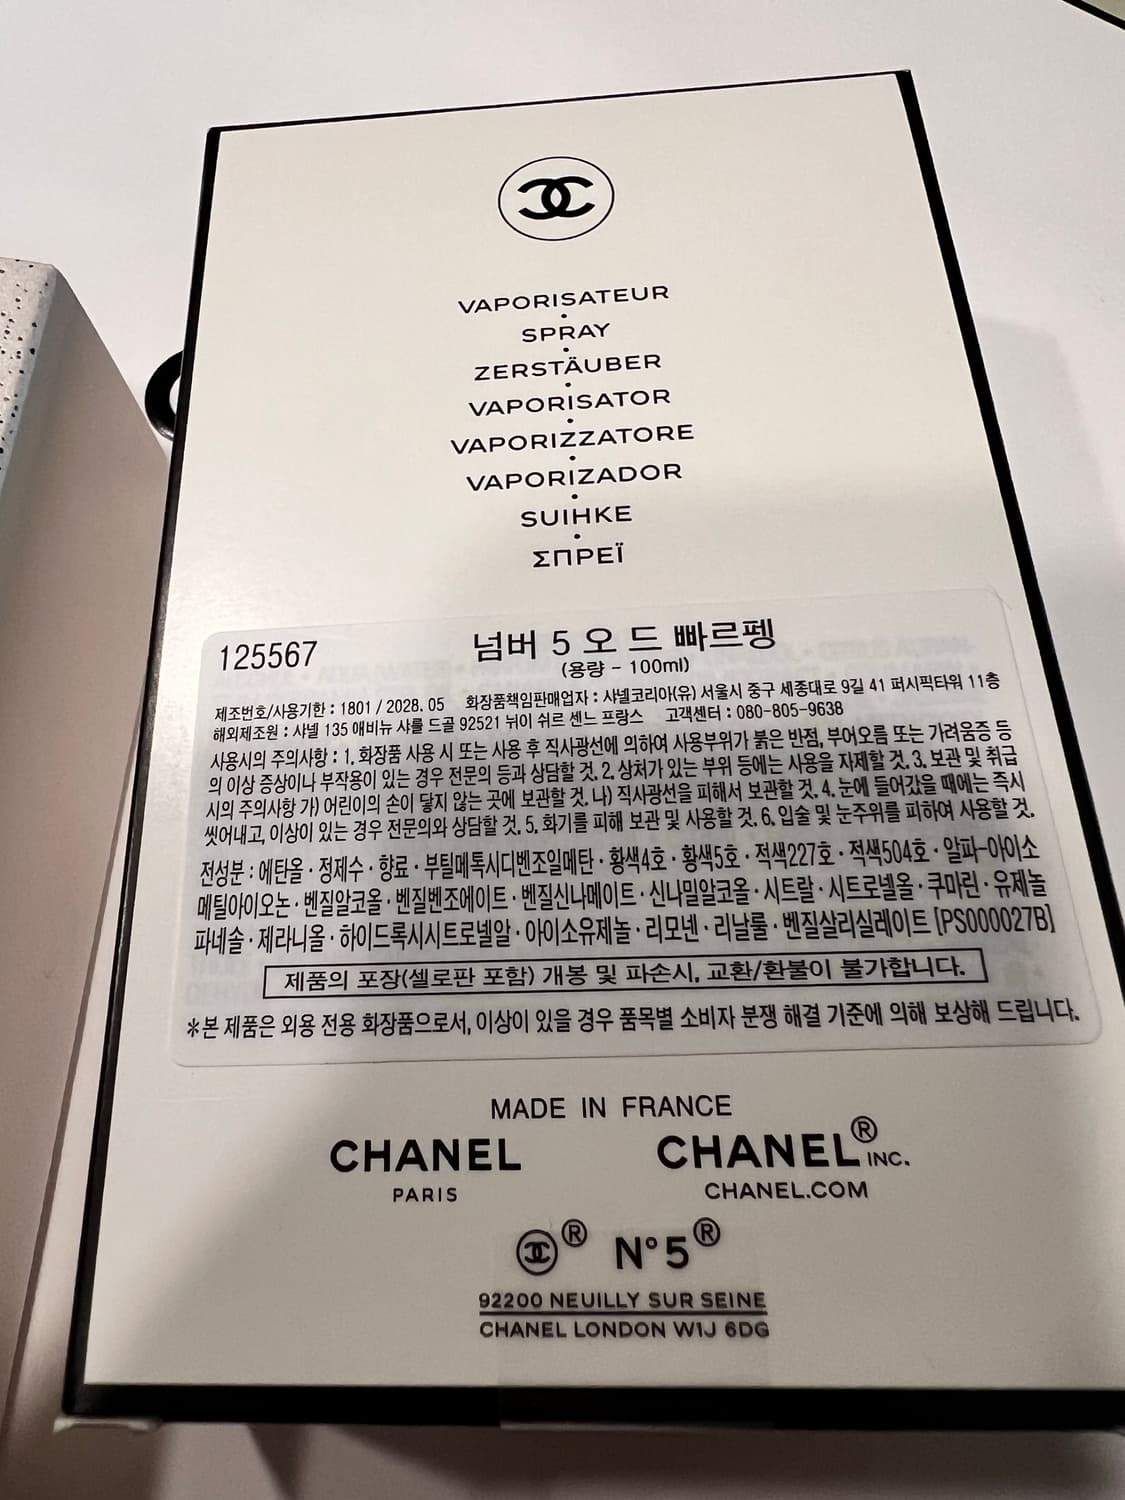 VAPORISATEUR
SPRAY
ZERSTÄUBER
VAPORISATOR
VAPORIZZATORE
VAPORIZADOR
SUIHKE
ΣΠΡΕΪ
125567
넘버 5 오 드 빠르펭
(용량 - 100ml)
제조번호/사용기한 : 1801 / 2028. 05 화장품책임판매업자 : 샤넬코리아(유) 서울시 중구 세종대로 9길 41 퍼시픽타워 11층
해외제조원 : 샤넬 135 애비뉴 샤를 드골 92521 뉘이 쉬르 센느 프랑스 고객센터 : 080-805-9638
사용시의 주의사항 : 1. 화장품 사용 시 또는 사용 후 직사광선에 의하여 사용부위가 붉은 반점, 부어오름 또는 가려움증 등
의 이상 증상이나 부작용이 있는 경우 전문의 등과 상담할 것. 2. 상처가 있는 부위 등에는 사용을 자제할 것. 3. 보관 및 취급
시의 주의사항 가) 어린이의 손이 닿지 않는 곳에 보관할 것. 나) 직사광선을 피해서 보관할 것. 4. 눈에 들어갔을 때에는 즉시
씻어내고, 이상이 있는 경우 전문의와 상담할 것. 5. 화기를 피해 보관 및 사용할 것. 6. 입술 및 눈주위를 피하여 사용할 것.
전성분 : 에탄올 · 정제수 · 향료 · 부틸메톡시디벤조일메탄 · 황색4호 · 황색5호 · 적색227호 · 적색504호 · 알파-아이소
메틸아이오논 · 벤질알코올 · 벤질벤조에이트 · 벤질신나메이트 · 신나밀알코올 · 시트랄 · 시트로넬올 · 쿠마린 · 유제놀
파네솔 · 제라니올 · 하이드록시시트로넬알 · 아이소유제놀 · 리모넨 · 리날룰 · 벤질살리실레이트 [PS000027B]
제품의 포장(셀로판 포함) 개봉 및 파손시, 교환/환불이 불가합니다.
*본 제품은 외용 전용 화장품으로서, 이상이 있을 경우 품목별 소비자 분쟁 해결 기준에 의해 보상해 드립니다.
MADE IN FRANCE
CHANEL CHANEL® INC.
PARIS CHANEL.COM
® N°5®
92200 NEUILLY SUR SEINE
CHANEL LONDON W1J 6DG